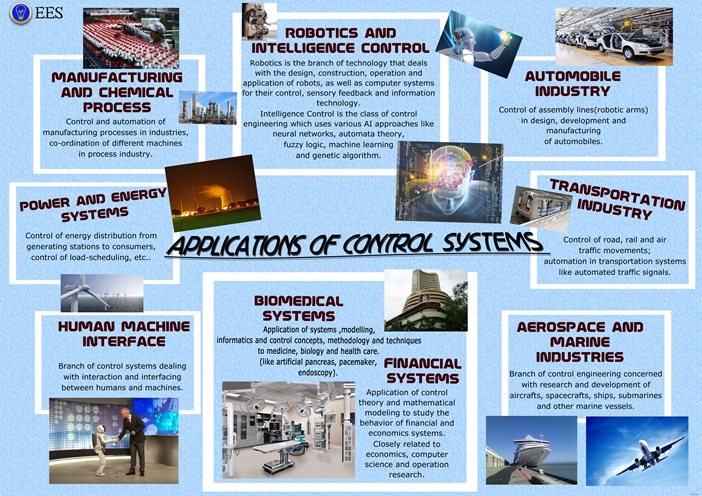 EES
MANUFACTURING
AND CHEMICAL
PROCESS
Control and automation of
manufacturing processes in industries,
co-ordination of different machines
in process industry.
ROBOTICS AND
INTELLIGENCE CONTROL
Robotics is the branch of technology that deals
with the design, construction, operation and
application of robots, as well as computer systems
for their control, sensory feedback and information
technology.
Intelligence Control is the class of control
engineering which uses various AI approaches like
neural networks, automata theory,
fuzzy logic, machine learning
and genetic algorithm.
AUTOMOBILE
INDUSTRY
Control of assembly lines(robotic arms)
in design, development and
manufacturing
of automobiles.
POWER AND ENERGY
SYSTEMS
Control of energy distribution from
generating stations to consumers,
control of load-scheduling, etc..
APPLICATIONS OF CONTROL SYSTEMS
TRANSPORTATION
INDUSTRY
Control of road, rail and air
traffic movements;
automation in transportation systems
like automated traffic signals.
HUMAN MACHINE
INTERFACE
Branch of control systems dealing
with interaction and interfacing
between humans and machines.
BIOMEDICAL
SYSTEMS
Application of systems ,modelling,
informatics and control concepts, methodology and techniques
to medicine, biology and health care.
(like artificial pancreas, pacemaker,
endoscopy).
FINANCIAL
SYSTEMS
Application of control
theory and mathematical
modeling to study the
behavior of financial and
economics systems.
Closely related to
economics, computer
science and operation
research.
AEROSPACE AND
MARINE
INDUSTRIES
Branch of control engineering concerned
with research and development of
aircrafts, spacecrafts, ships, submarines
and other marine vessels.